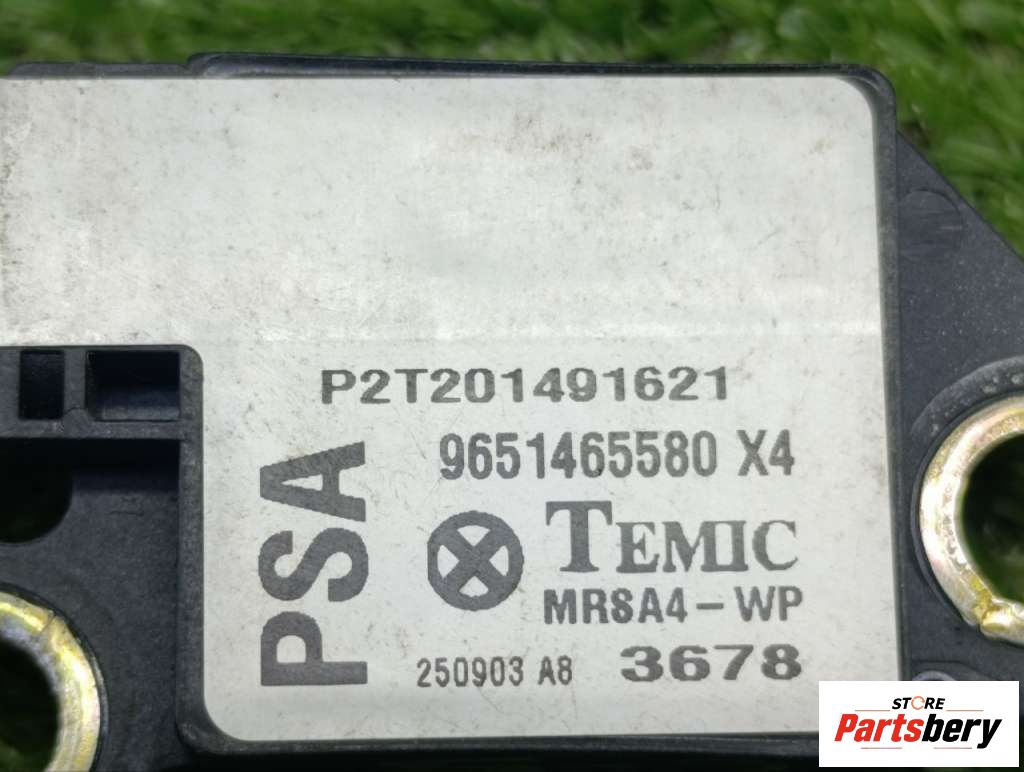 P2T201491621
9651465580 X4
PSA
TEMIC
MRSA4-WP
250903 A8 3678
STORE
Partsbery